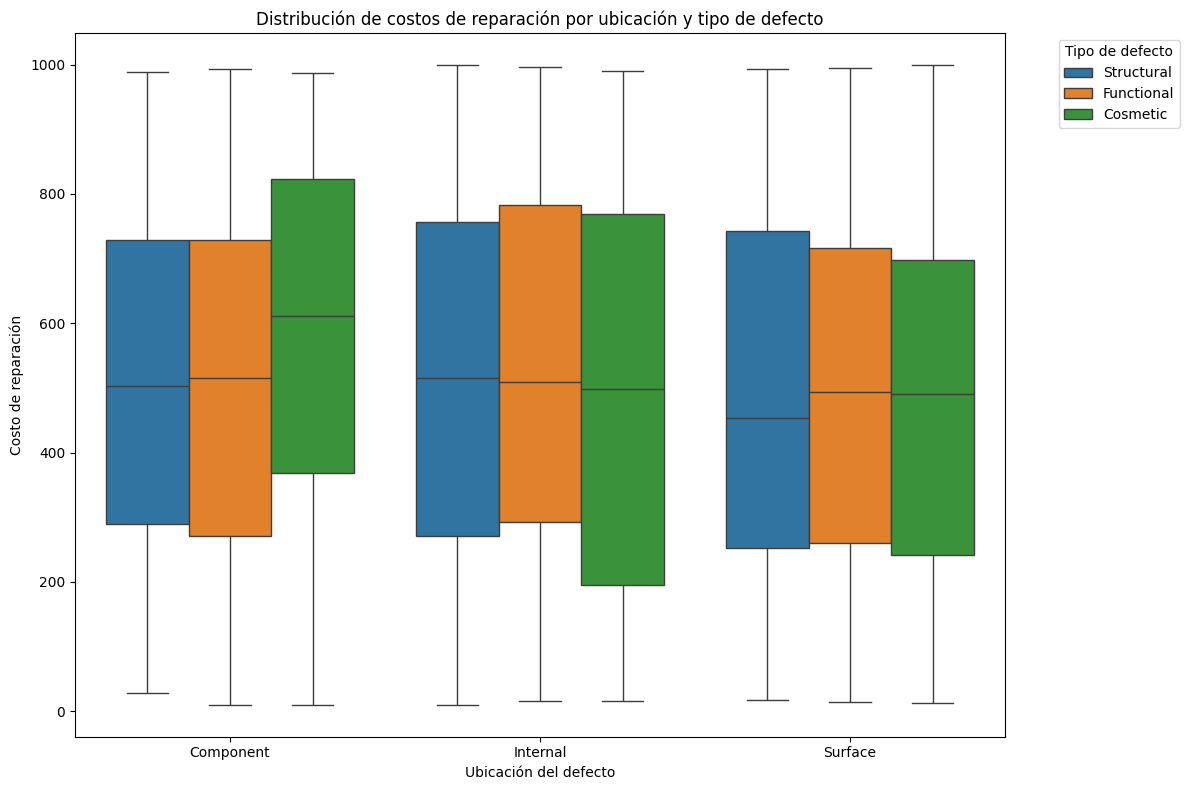 Distribución de costos de reparación por ubicación y tipo de defecto
Tipo de defecto
Structural
Functional
Cosmetic
Costo de reparación
1000
800
600
400
200
0
Component
Internal
Surface
Ubicación del defecto